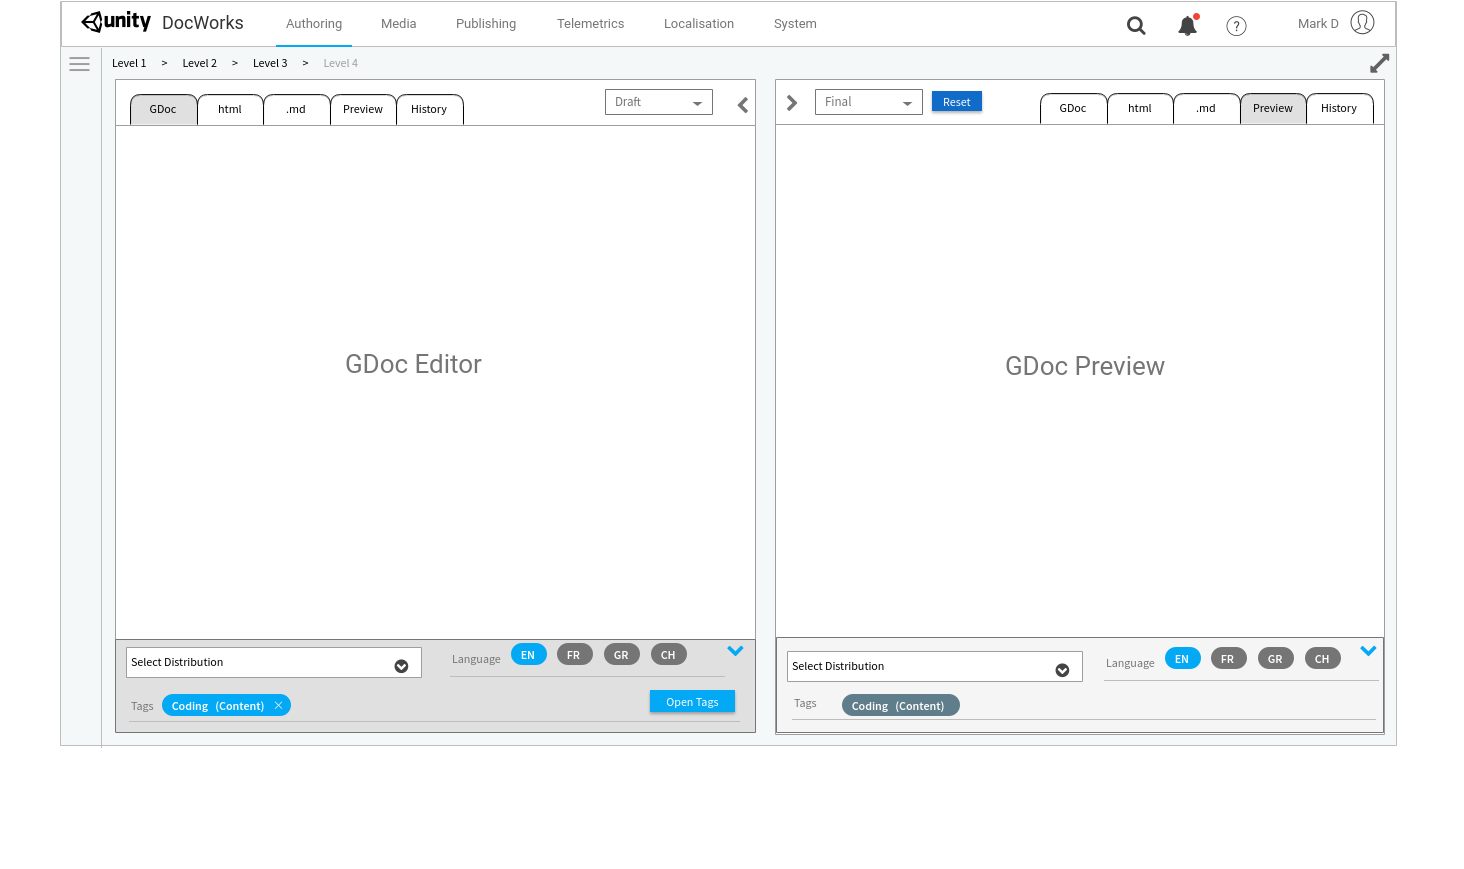 unity DocWorks Authoring Media Publishing Telemetrics Localisation System ? Mark D
Level 1 > Level 2 > Level 3 > Level 4
GDoc html .md Preview History Draft
Final Reset GDoc html .md Preview History
GDoc Editor
GDoc Preview
Select Distribution Language EN FR GR CH
Tags Coding (Content) × Open Tags
Select Distribution Language EN FR GR CH
Tags Coding (Content)